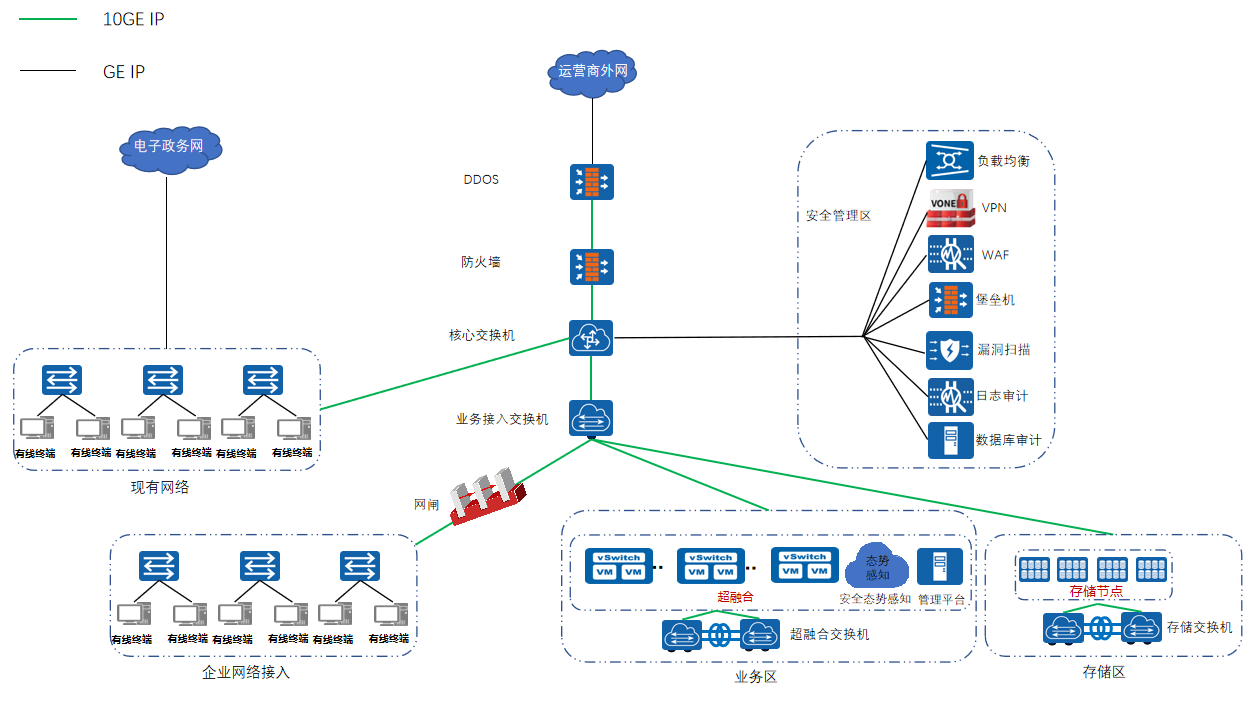 10GE IP
GE IP
运营商外网
电子政务网
DDOS
防火墙
核心交换机
业务接入交换机
安全管理区
负载均衡
VONE
VPN
WAF
堡垒机
漏洞扫描
日志审计
数据库审计
有线终端 有线终端 有线终端 有线终端 有线终端 有线终端
现有网络
网闸
有线终端 有线终端 有线终端 有线终端 有线终端 有线终端
企业网络接入
vSwitch vSwitch vSwitch
VM VM VM VM VM VM
态势
感知
超融合
安全态势感知
管理平台
超融合交换机
业务区
存储节点
存储交换机
存储区